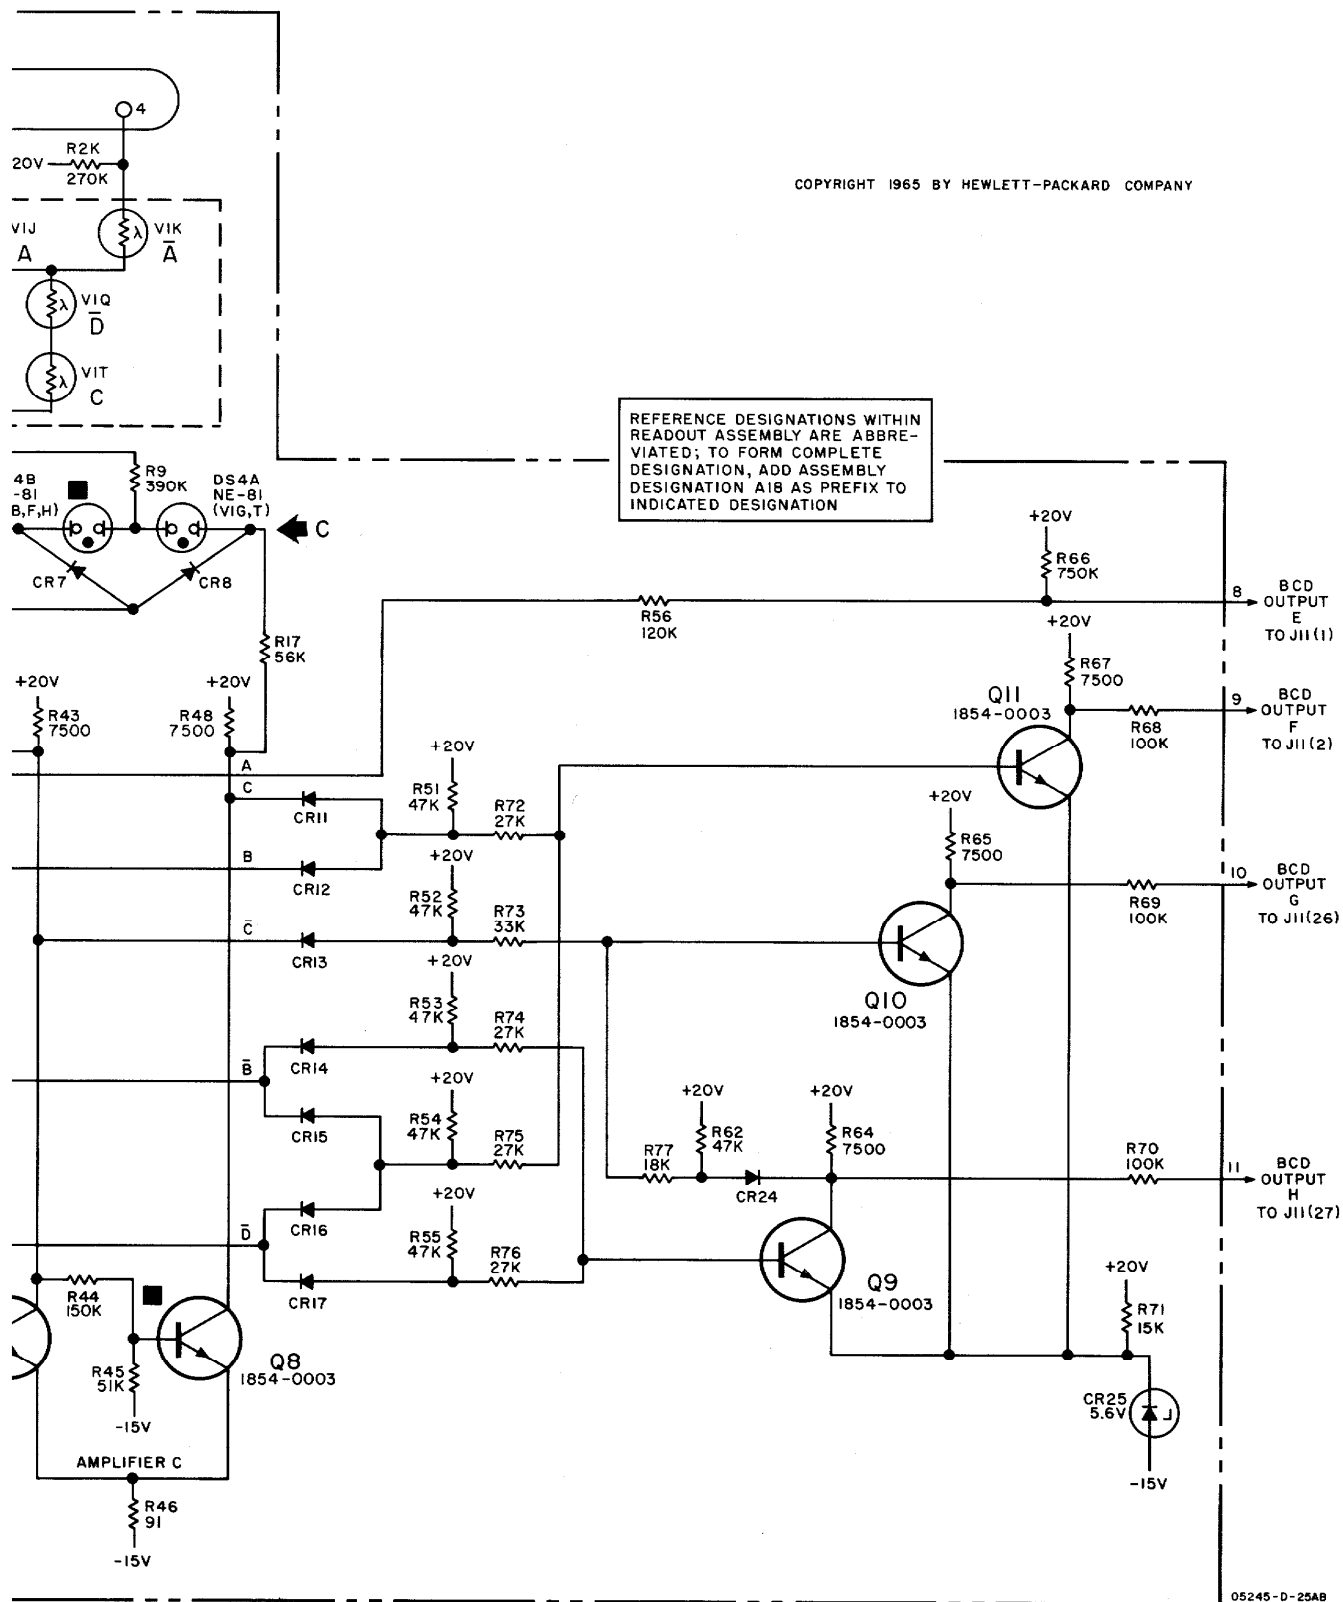 4
R2K
20V
270K
COPYRIGHT 1965 BY HEWLETT-PACKARD COMPANY
V1J
A
V1K
A̅
V1Q
D̅
V1T
C
REFERENCE DESIGNATIONS WITHIN
READOUT ASSEMBLY ARE ABBRE-
VIATED; TO FORM COMPLETE
DESIGNATION, ADD ASSEMBLY
DESIGNATION A18 AS PREFIX TO
INDICATED DESIGNATION
4B
-81
B,F,H)
R9
390K
DS4A
NE-81
(V1G,T)
C
CR7
CR8
+20V
R66
750K
R56
120K
8
BCD
OUTPUT
E
TO J11(1)
R17
56K
+20V
R67
7500
+20V
R43
7500
+20V
R48
7500
Q11
1854-0003
R68
100K
9
BCD
OUTPUT
F
TO J11(2)
A
C
CR11
+20V
R51
47K
R72
27K
B
CR12
+20V
R65
7500
+20V
R52
47K
R73
33K
R69
100K
10
BCD
OUTPUT
G
TO J11(26)
C̅
CR13
Q10
1854-0003
+20V
R53
47K
R74
27K
B̅
CR14
CR15
+20V
R54
47K
R75
27K
+20V
R62
47K
R77
18K
CR24
+20V
R64
7500
R70
100K
11
BCD
OUTPUT
H
TO J11(27)
D̅
CR16
CR17
+20V
R55
47K
R76
27K
Q9
1854-0003
+20V
R71
15K
R44
150K
R45
51K
-15V
Q8
1854-0003
CR25
5.6V
-15V
AMPLIFIER C
R46
91
-15V
05245-D-25AB